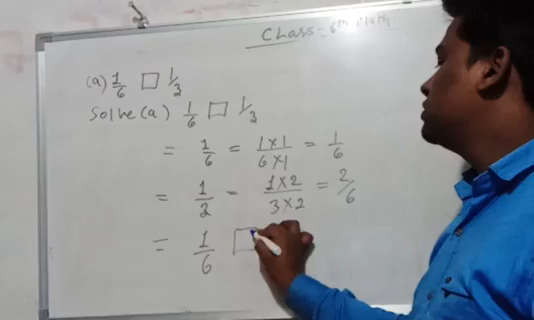 Class = 6th Math
(a) 1/6 □ 1/3
Solve(a) 1/6 □ 1/3
= 1/6 = 1×1/6×1 = 1/6
= 1/3 = 1×2/3×2 = 2/6
= 1/6 □